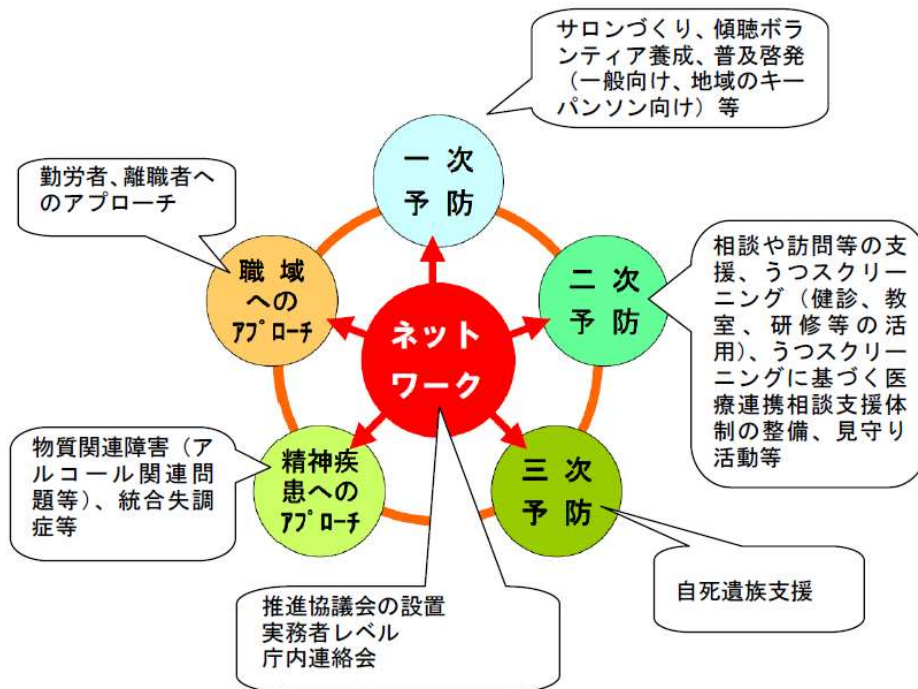 サロンづくり、傾聴ボラ
ンティア養成、普及啓発
（一般向け、地域のキー
パンソン向け）等
一次
予防
勤労者、離職者へ
のアプローチ
職域
への
ｱﾌﾟﾛｰﾁ
相談や訪問等の支
援、うつスクリー
ニング（健診、教
室、研修等の活
用）、うつスクリー
ニングに基づく医
療連携相談支援体
制の整備、見守り
活動等
二次
予防
ネット
ワーク
物質関連障害（ア
ルコール関連問
題等）、統合失調
症等
精神疾
患への
ｱﾌﾟﾛｰﾁ
三次
予防
自死遺族支援
推進協議会の設置
実務者レベル
庁内連絡会